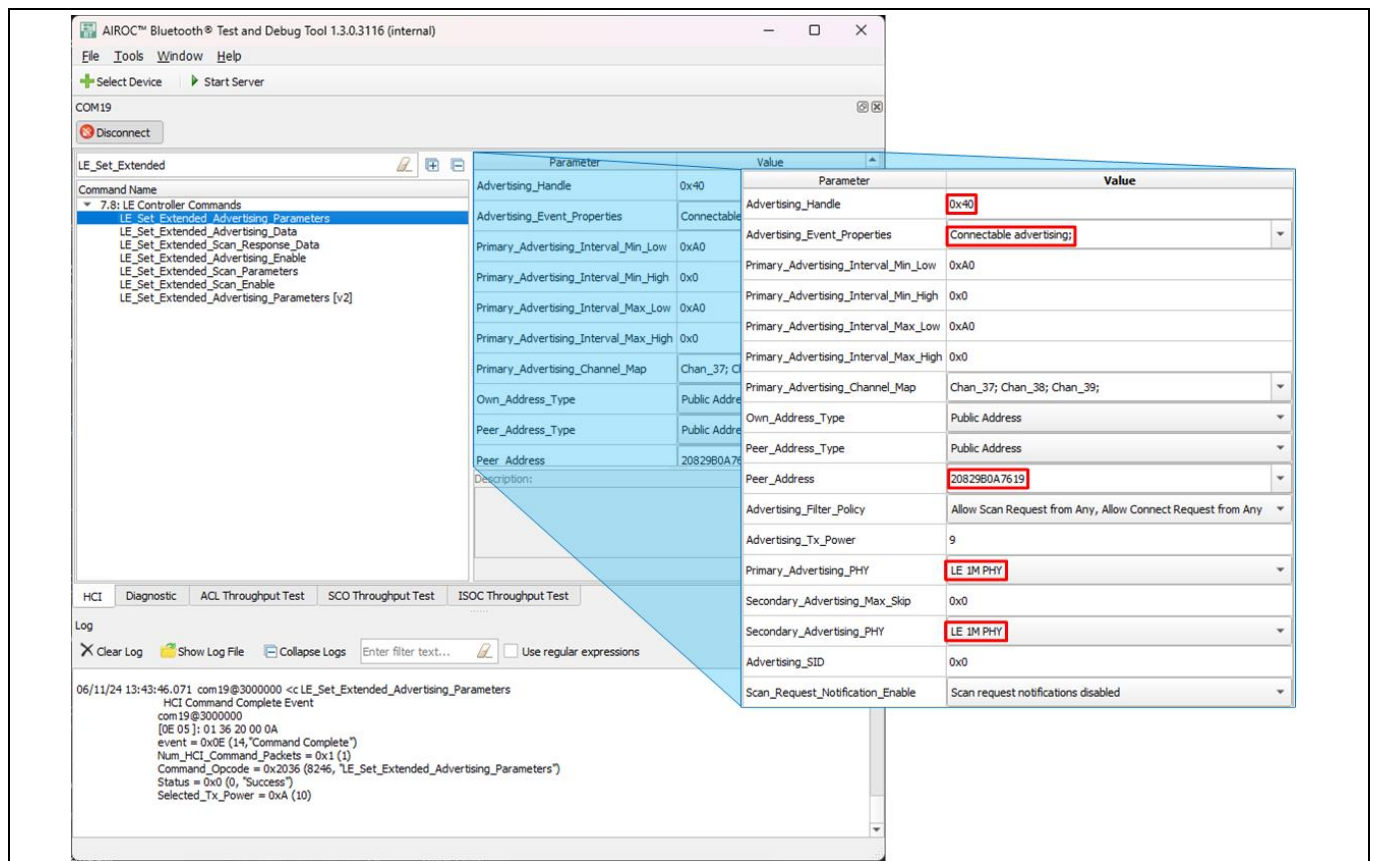 AIROC™ Bluetooth® Test and Debug Tool 1.3.0.3116 (internal)
File Tools Window Help
Select Device Start Server
COM19
Disconnect
LE_Set_Extended
Command Name
7.8: LE Controller Commands
LE_Set_Extended_Advertising_Parameters
LE_Set_Extended_Advertising_Data
LE_Set_Extended_Scan_Response_Data
LE_Set_Extended_Advertising_Enable
LE_Set_Extended_Scan_Parameters
LE_Set_Extended_Scan_Enable
LE_Set_Extended_Advertising_Parameters [v2]
Parameter Value
Advertising_Handle 0x40
Advertising_Event_Properties Connectable
Primary_Advertising_Interval_Min_Low 0xA0
Primary_Advertising_Interval_Min_High 0x0
Primary_Advertising_Interval_Max_Low 0xA0
Primary_Advertising_Interval_Max_High 0x0
Primary_Advertising_Channel_Map Chan_37;
Own_Address_Type Public Addre
Peer_Address_Type Public Addre
Peer_Address 20829B0A76
Description:
Parameter Value
Advertising_Handle 0x40
Advertising_Event_Properties Connectable advertising;
Primary_Advertising_Interval_Min_Low 0xA0
Primary_Advertising_Interval_Min_High 0x0
Primary_Advertising_Interval_Max_Low 0xA0
Primary_Advertising_Interval_Max_High 0x0
Primary_Advertising_Channel_Map Chan_37; Chan_38; Chan_39;
Own_Address_Type Public Address
Peer_Address_Type Public Address
Peer_Address 20829B0A7619
Advertising_Filter_Policy Allow Scan Request from Any, Allow Connect Request from Any
Advertising_Tx_Power 9
Primary_Advertising_PHY LE 1M PHY
Secondary_Advertising_Max_Skip 0x0
Secondary_Advertising_PHY LE 1M PHY
Advertising_SID 0x0
Scan_Request_Notification_Enable Scan request notifications disabled
HCI Diagnostic ACL Throughput Test SCO Throughput Test ISOC Throughput Test
Log
Clear Log Show Log File Collapse Logs Enter filter text... Use regular expressions
06/11/24 13:43:46.071 com19@3000000 <c LE_Set_Extended_Advertising_Parameters
HCI Command Complete Event
com19@3000000
[0E 05 ]: 01 36 20 00 0A
event = 0x0E (14,"Command Complete")
Num_HCI_Command_Packets = 0x1 (1)
Command_Opcode = 0x2036 (8246, "LE_Set_Extended_Advertising_Parameters")
Status = 0x0 (0, "Success")
Selected_Tx_Power = 0xA (10)